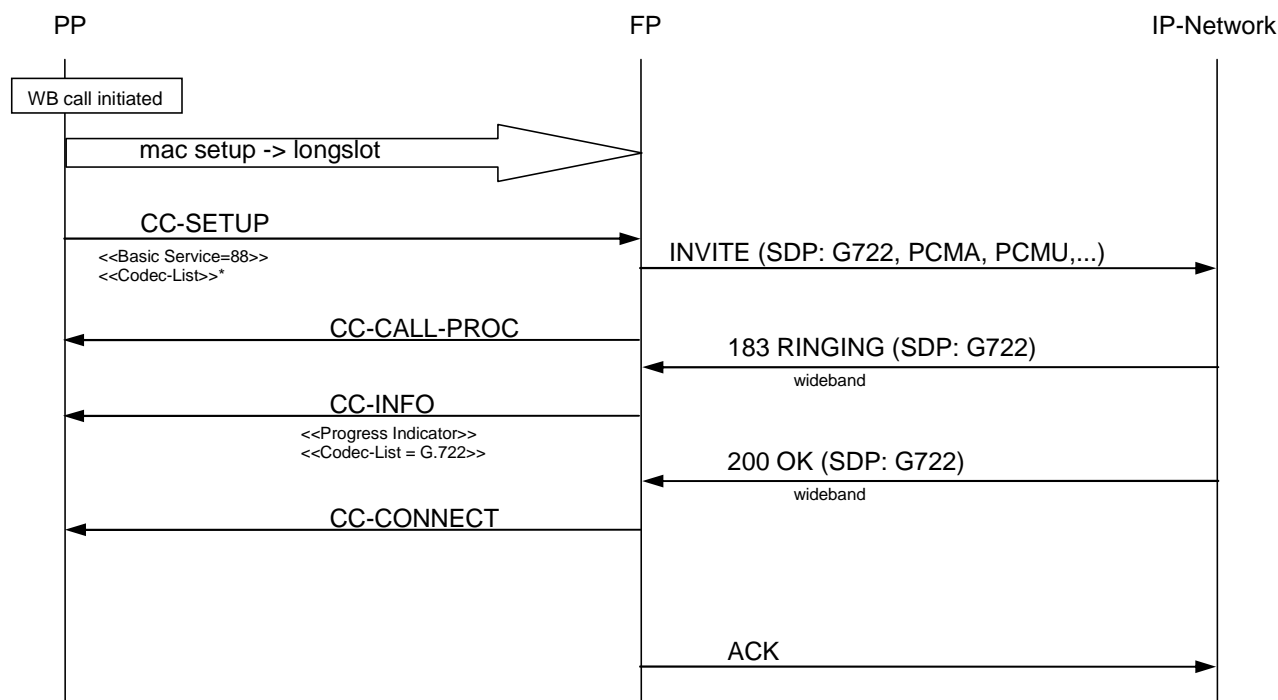 PP
FP
IP-Network
WB call initiated
mac setup -> longslot
CC-SETUP
<<Basic Service=88>>
<<Codec-List>>*
INVITE (SDP: G722, PCMA, PCMU,...)
CC-CALL-PROC
183 RINGING (SDP: G722)
wideband
CC-INFO
<<Progress Indicator>>
<<Codec-List = G.722>>
200 OK (SDP: G722)
wideband
CC-CONNECT
ACK